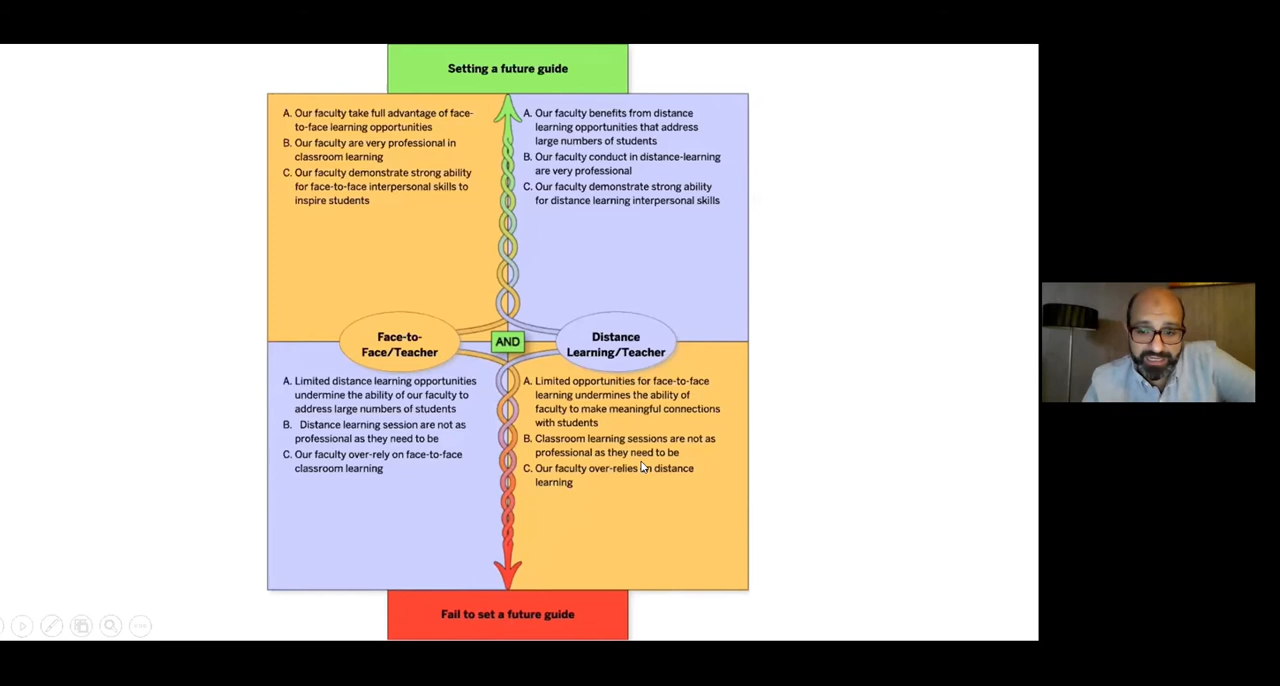 Setting a future guide
A. Our faculty take full advantage of face-
to-face learning opportunities
B. Our faculty are very professional in
classroom learning
C. Our faculty demonstrate strong ability
for face-to-face interpersonal skills to
inspire students
A. Our faculty benefits from distance
learning opportunities that address
large numbers of students
B. Our faculty conduct in distance-learning
are very professional
C. Our faculty demonstrate strong ability
for distance learning interpersonal skills
Face-to-
Face/Teacher
AND
Distance
Learning/Teacher
A. Limited distance learning opportunities
undermine the ability of our faculty to
address large numbers of students
B. Distance learning session are not as
professional as they need to be
C. Our faculty over-rely on face-to-face
classroom learning
A. Limited opportunities for face-to-face
learning undermines the ability of
faculty to make meaningful connections
with students
B. Classroom learning sessions are not as
professional as they need to be
C. Our faculty over-relies distance
learning
Fail to set a future guide